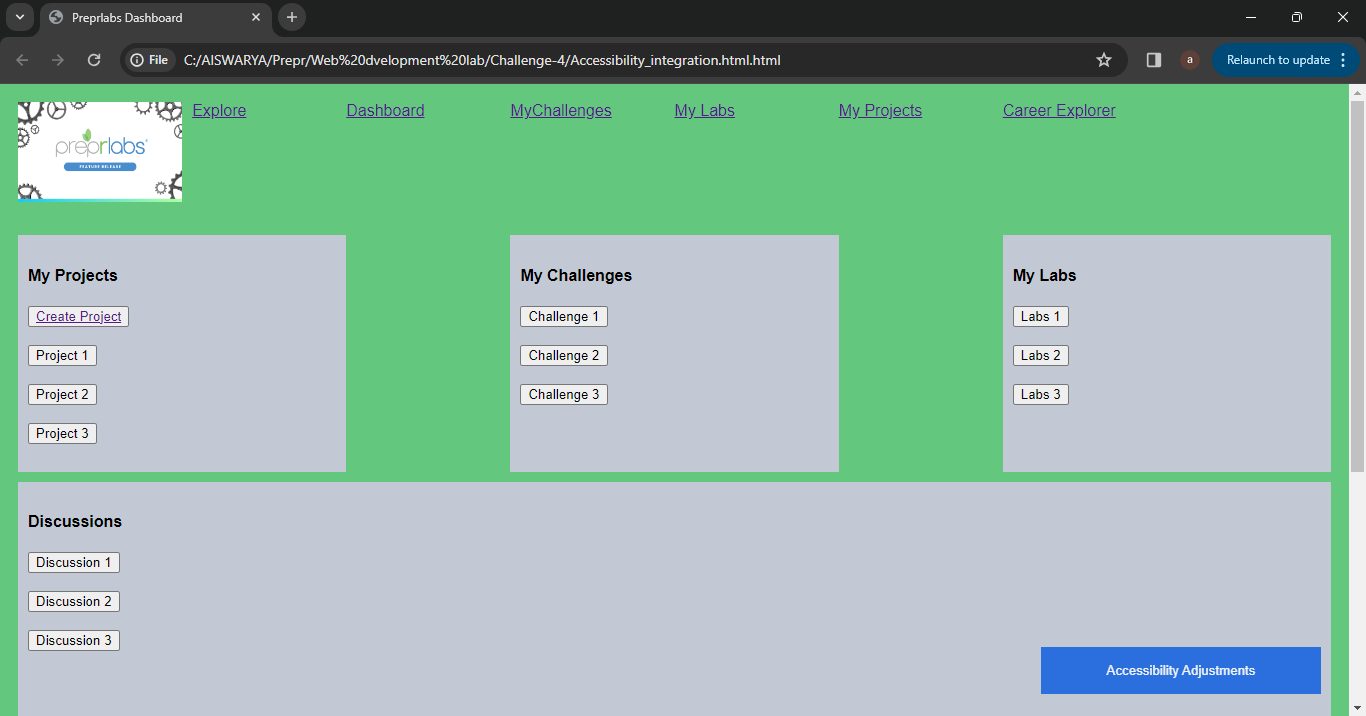 Preprlabs Dashboard
File C:/AISWARYA/Prepr/Web%20dvelopment%20lab/Challenge-4/Accessibility_integration.html.html a Relaunch to update
preprlabs
FEATURE RELEASE
Explore Dashboard MyChallenges My Labs My Projects Career Explorer
My Projects
Create Project
Project 1
Project 2
Project 3
My Challenges
Challenge 1
Challenge 2
Challenge 3
My Labs
Labs 1
Labs 2
Labs 3
Discussions
Discussion 1
Discussion 2
Discussion 3
Accessibility Adjustments